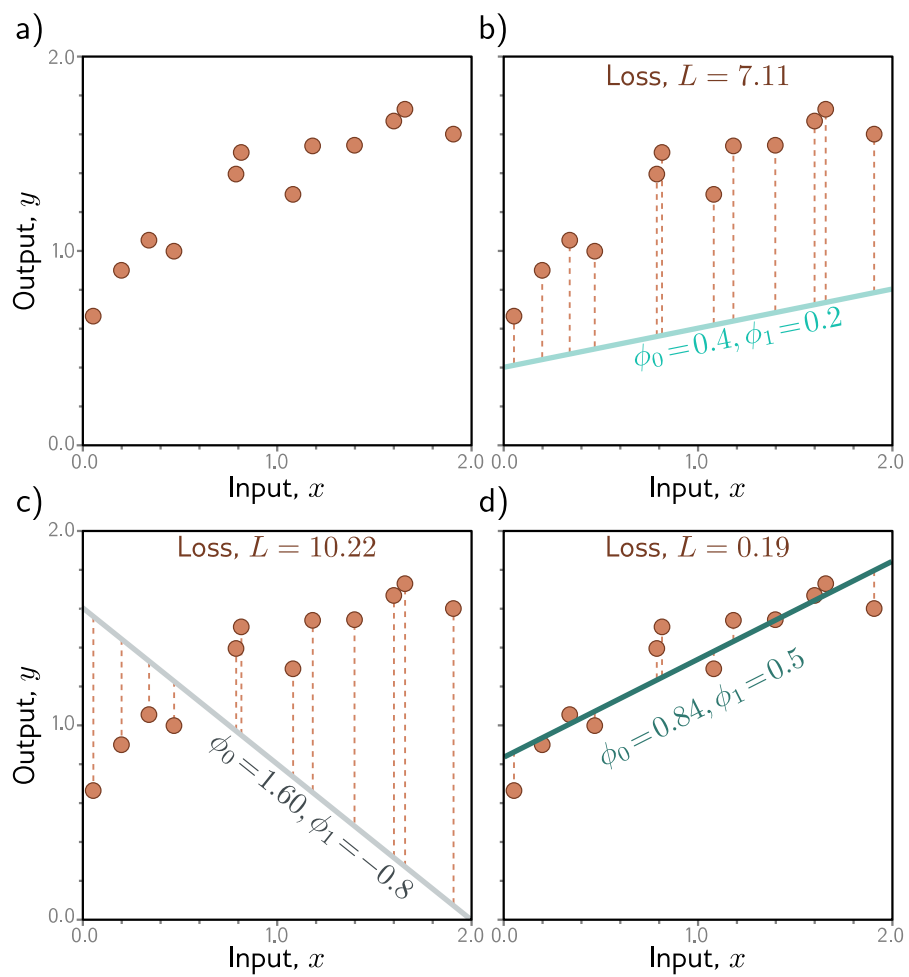 a)
2.0
1.0
0.0
Output, y
0.0
1.0
2.0
Input, x
b)
Loss, L = 7.11
ϕ₀ = 0.4, ϕ₁ = 0.2
0.0
1.0
2.0
Input, x
c)
2.0
1.0
0.0
Output, y
Loss, L = 10.22
ϕ₀ = 1.60, ϕ₁ = −0.8
0.0
1.0
2.0
Input, x
d)
Loss, L = 0.19
ϕ₀ = 0.84, ϕ₁ = 0.5
0.0
1.0
2.0
Input, x